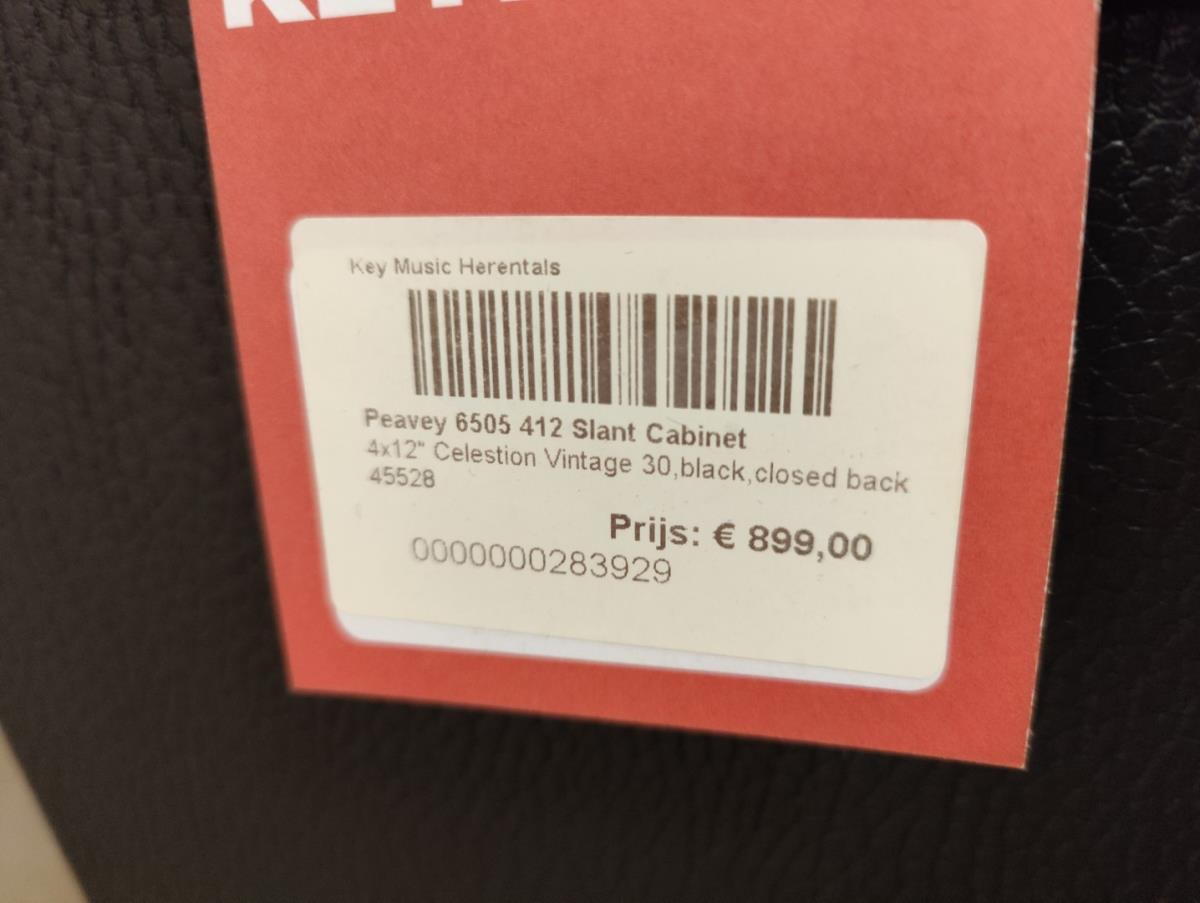 Key Music Herentals
Peavey 6505 412 Slant Cabinet
4x12" Celestion Vintage 30,black,closed back
45528
Prijs: € 899,00
0000000283929